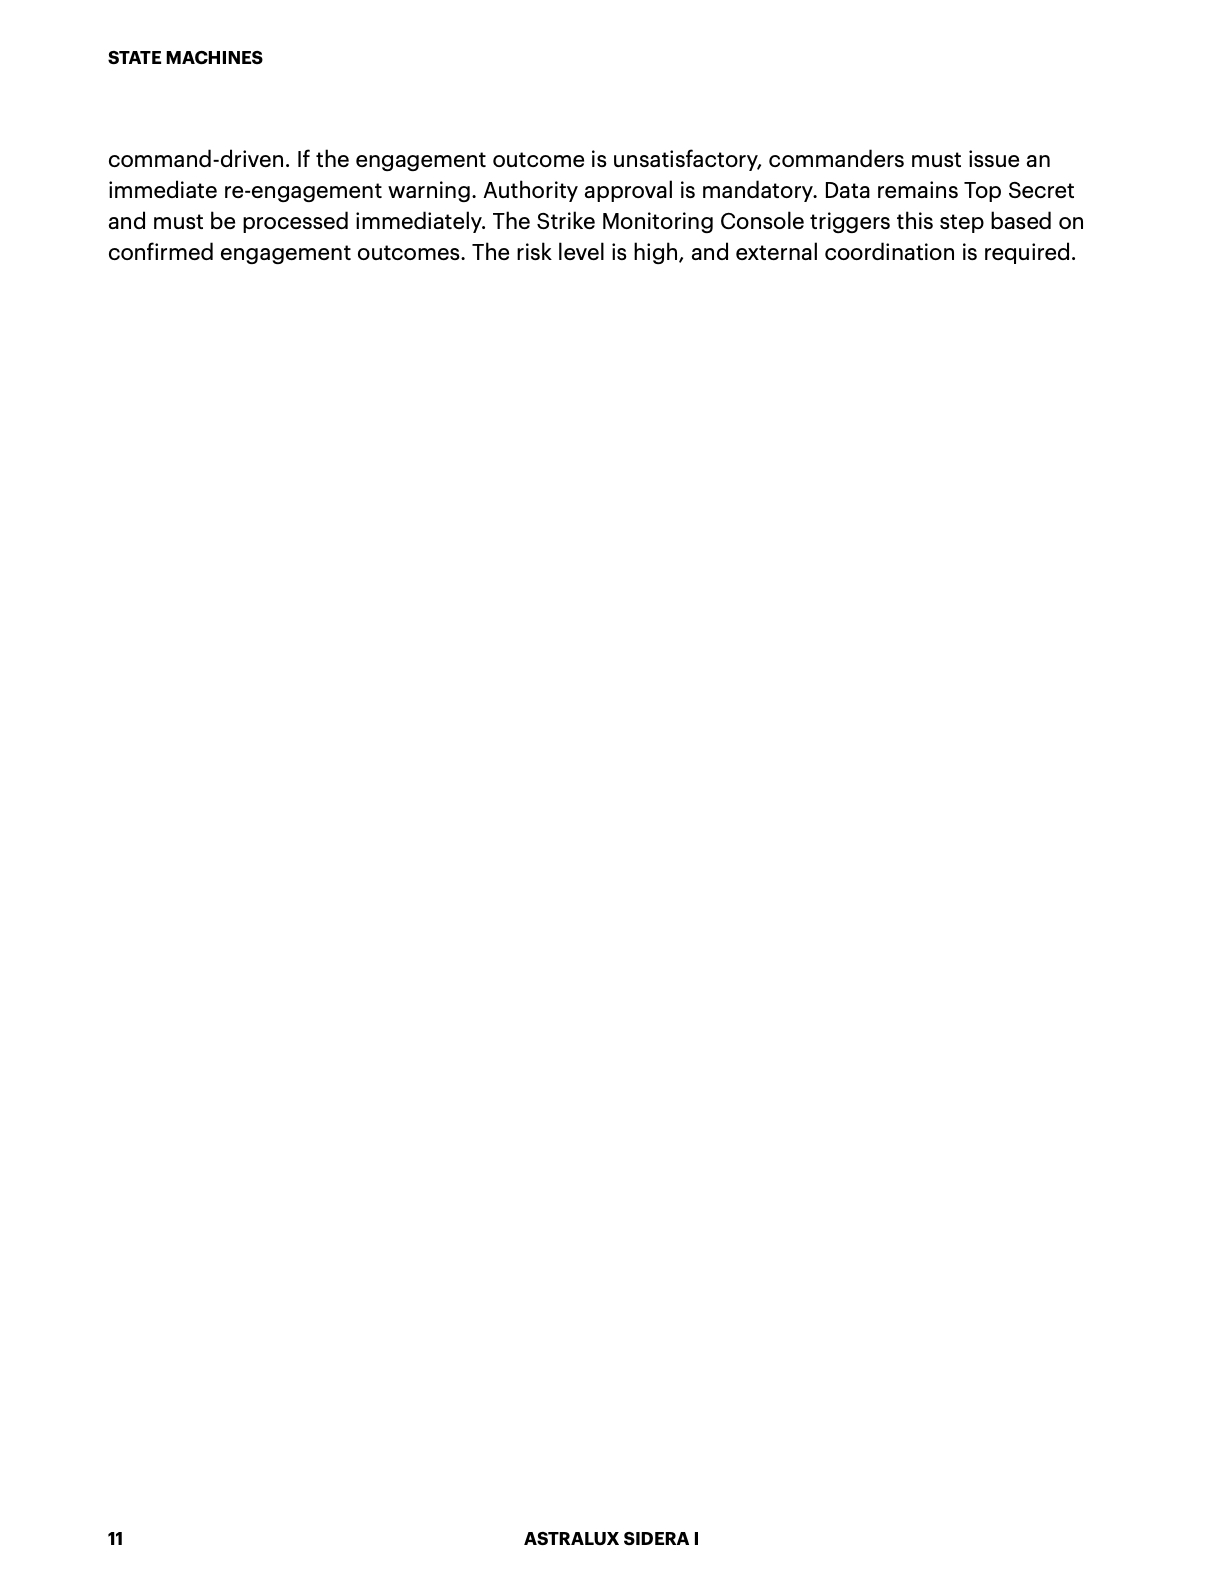 STATE MACHINES
command-driven. If the engagement outcome is unsatisfactory, commanders must issue an
immediate re-engagement warning. Authority approval is mandatory. Data remains Top Secret
and must be processed immediately. The Strike Monitoring Console triggers this step based on
confirmed engagement outcomes. The risk level is high, and external coordination is required.
11 ASTRALUX SIDERA I